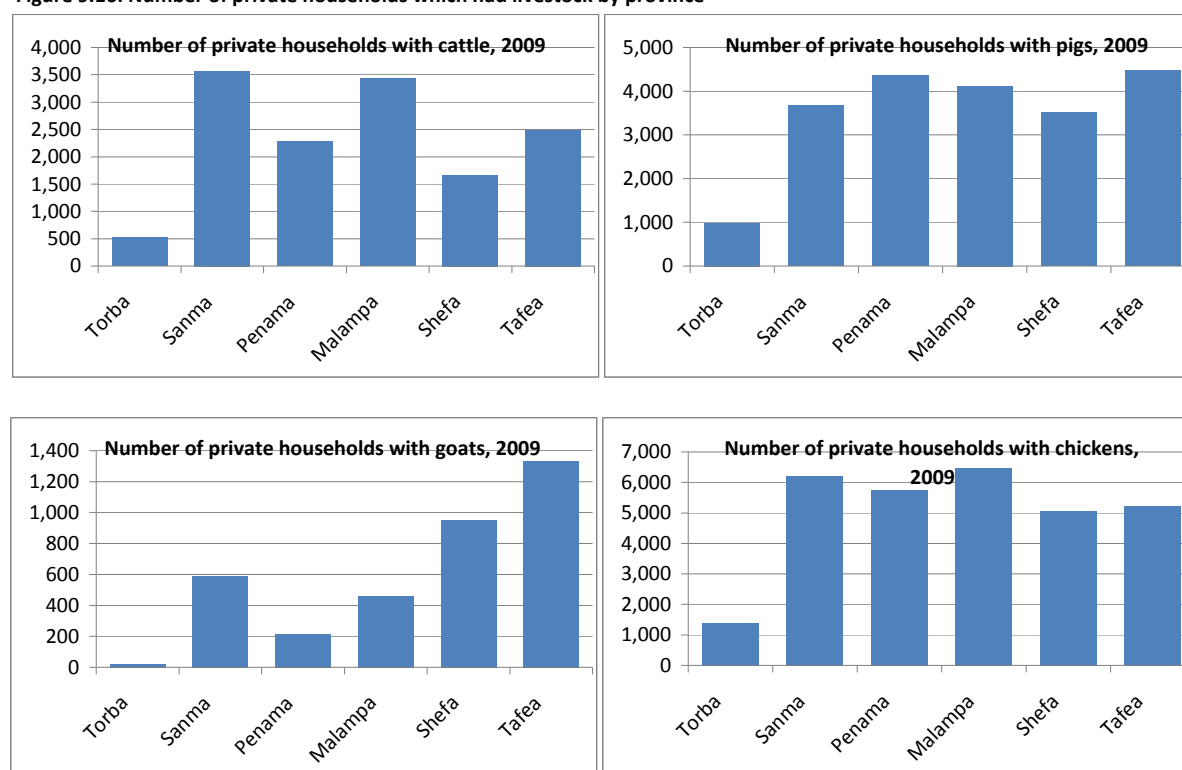 Number of private households with cattle, 2009
4,000
3,500
3,000
2,500
2,000
1,500
1,000
500
0
Torba
Sanma
Penama
Malampa
Shefa
Tafea
Number of private households with pigs, 2009
5,000
4,000
3,000
2,000
1,000
0
Torba
Sanma
Penama
Malampa
Shefa
Tafea
Number of private households with goats, 2009
1,400
1,200
1,000
800
600
400
200
0
Torba
Sanma
Penama
Malampa
Shefa
Tafea
Number of private households with chickens,
2009
7,000
6,000
5,000
4,000
3,000
2,000
1,000
0
Torba
Sanma
Penama
Malampa
Shefa
Tafea